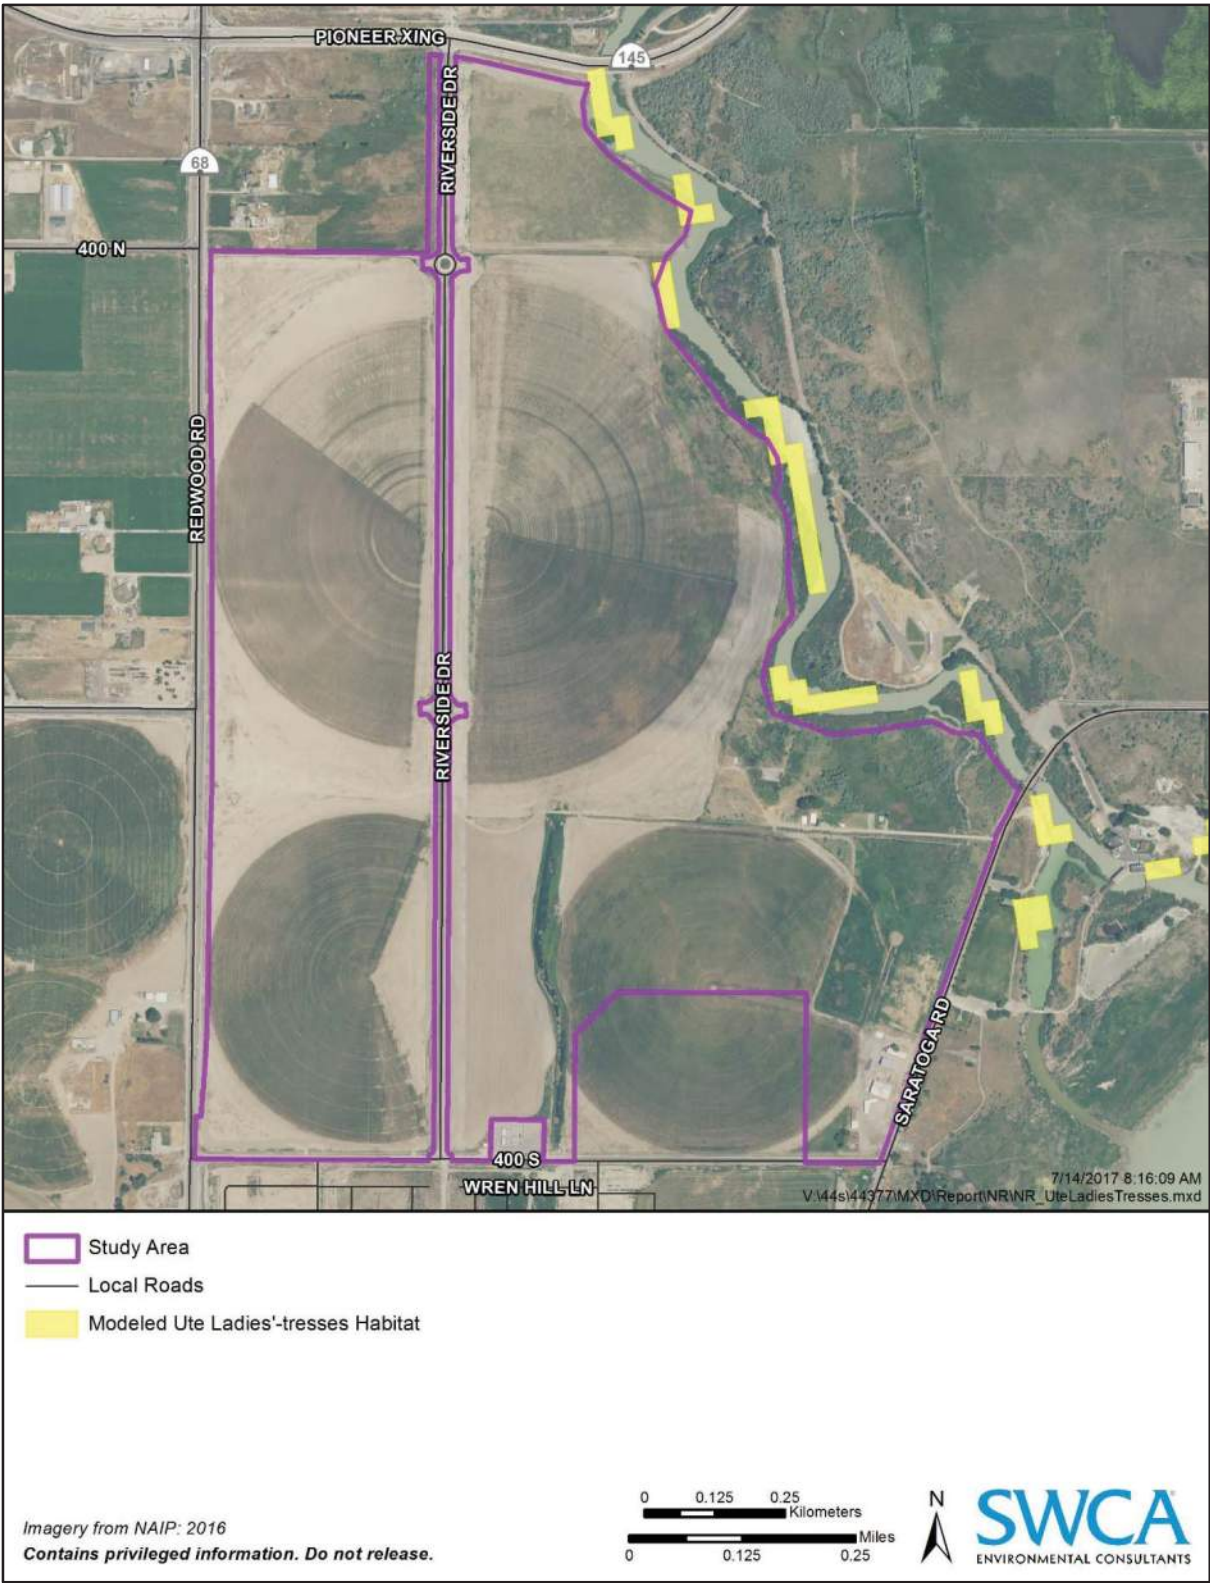 PIONEER XING
145
RIVERSIDE DR
68
400 N
REDWOOD RD
RIVERSIDE DR
SARATOGA RD
400 S
WREN HILL LN
7/14/2017 8:16:09 AM
V:\44s\44377\MXD\Report\NR\NR_UteLadiesTresses.mxd
Study Area
Local Roads
Modeled Ute Ladies'-tresses Habitat
0 0.125 0.25
Kilometers
Miles
0 0.125 0.25
N
SWCA
ENVIRONMENTAL CONSULTANTS
Imagery from NAIP: 2016
Contains privileged information. Do not release.